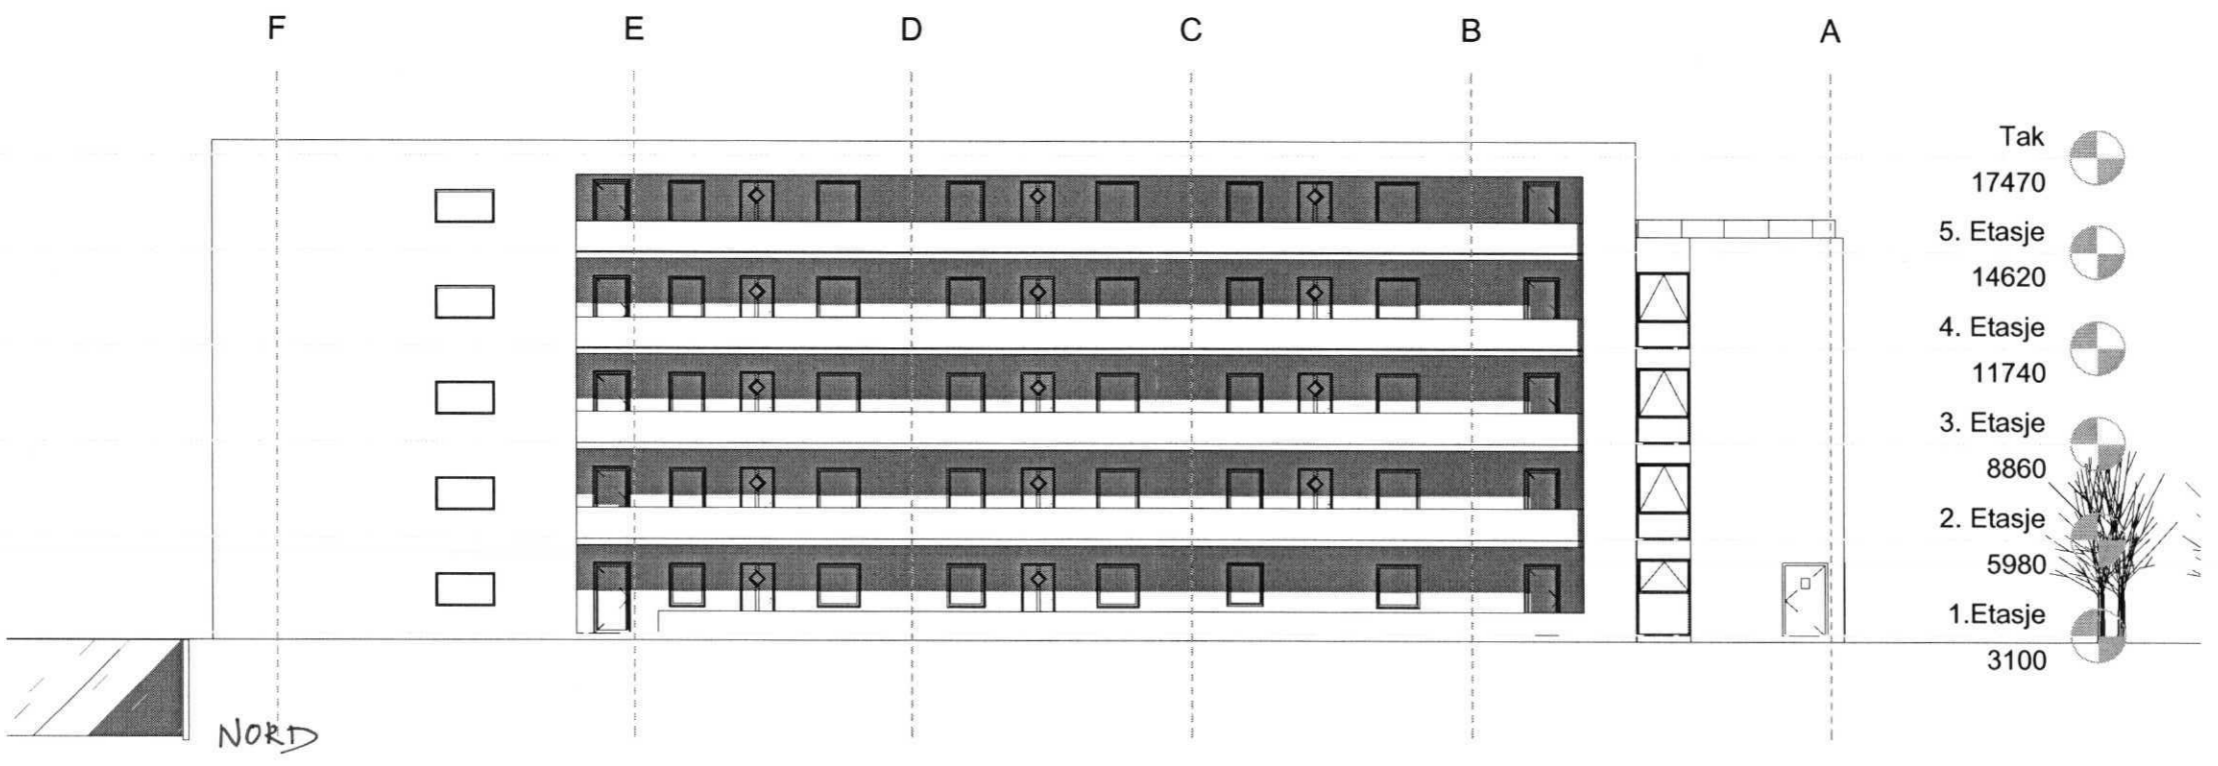 F E D C B A
Tak
17470
5. Etasje
14620
4. Etasje
11740
3. Etasje
8860
2. Etasje
5980
1.Etasje
3100
NORD